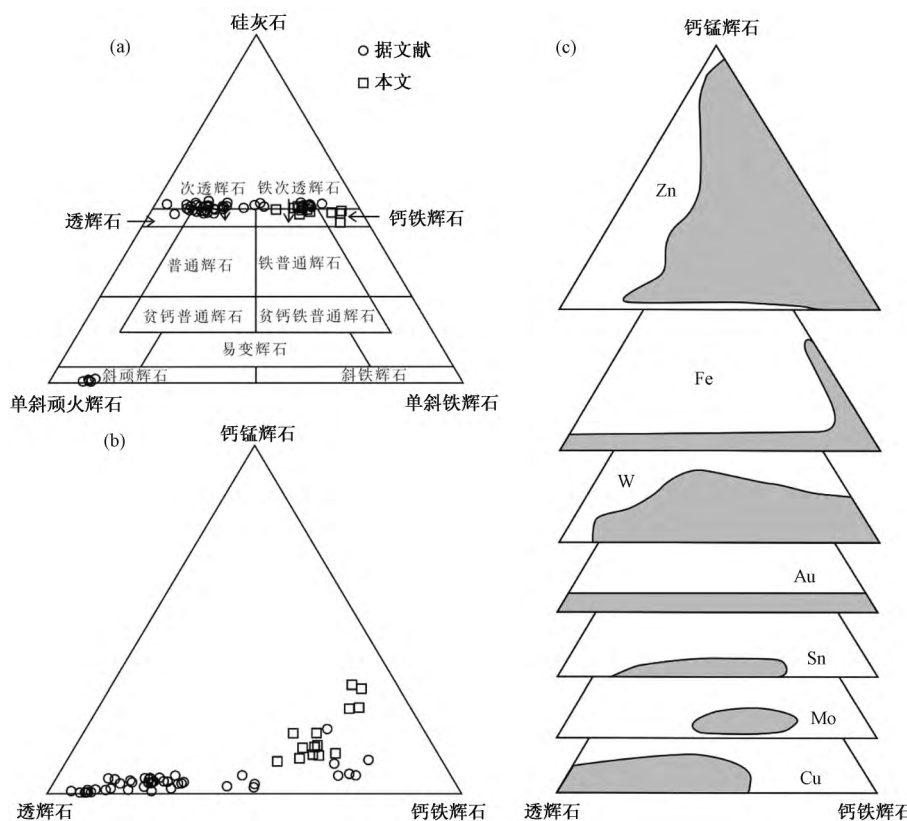 (a)
硅灰石
据文献
本文
次透辉石 铁次透辉石
透辉石
钙铁辉石
普通辉石 铁普通辉石
贫钙普通辉石 贫钙铁普通辉石
易变辉石
斜顽辉石 斜铁辉石
单斜顽火辉石 单斜铁辉石
(b)
钙锰辉石
透辉石 钙铁辉石
(c)
钙锰辉石
Zn
Fe
W
Au
Sn
Mo
Cu
透辉石 钙铁辉石